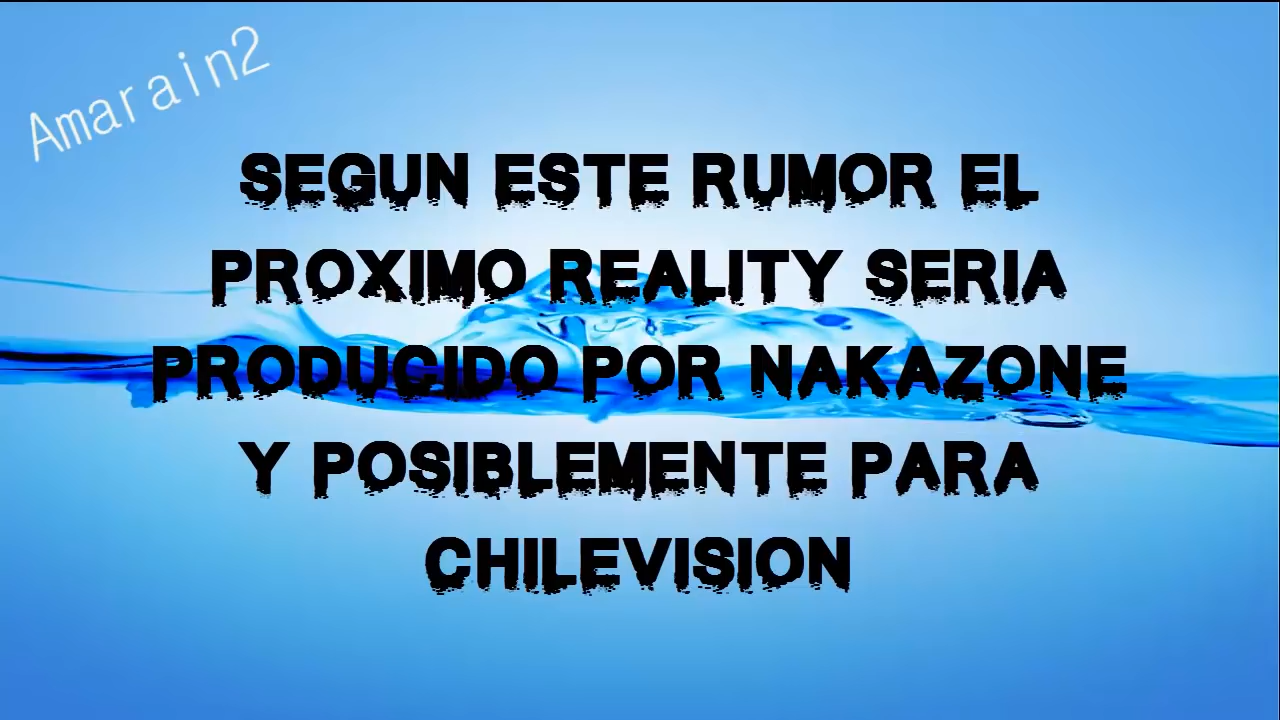 Amarain2
SEGUN ESTE RUMOR EL
PROXIMO REALITY SERIA
PRODUCIDO POR NAKAZONE
Y POSIBLEMENTE PARA
CHILEVISION